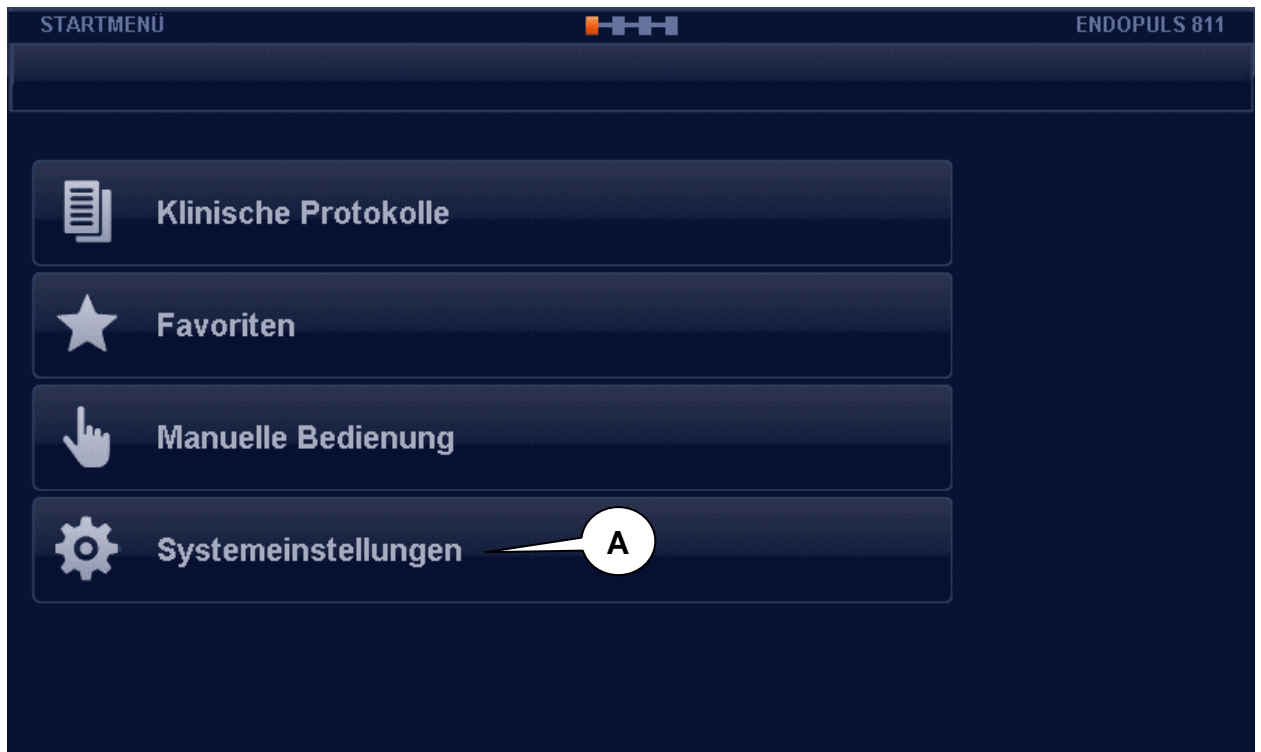 STARTMENÜ
ENDOPULS 811
Klinische Protokolle
Favoriten
Manuelle Bedienung
Systemeinstellungen
A